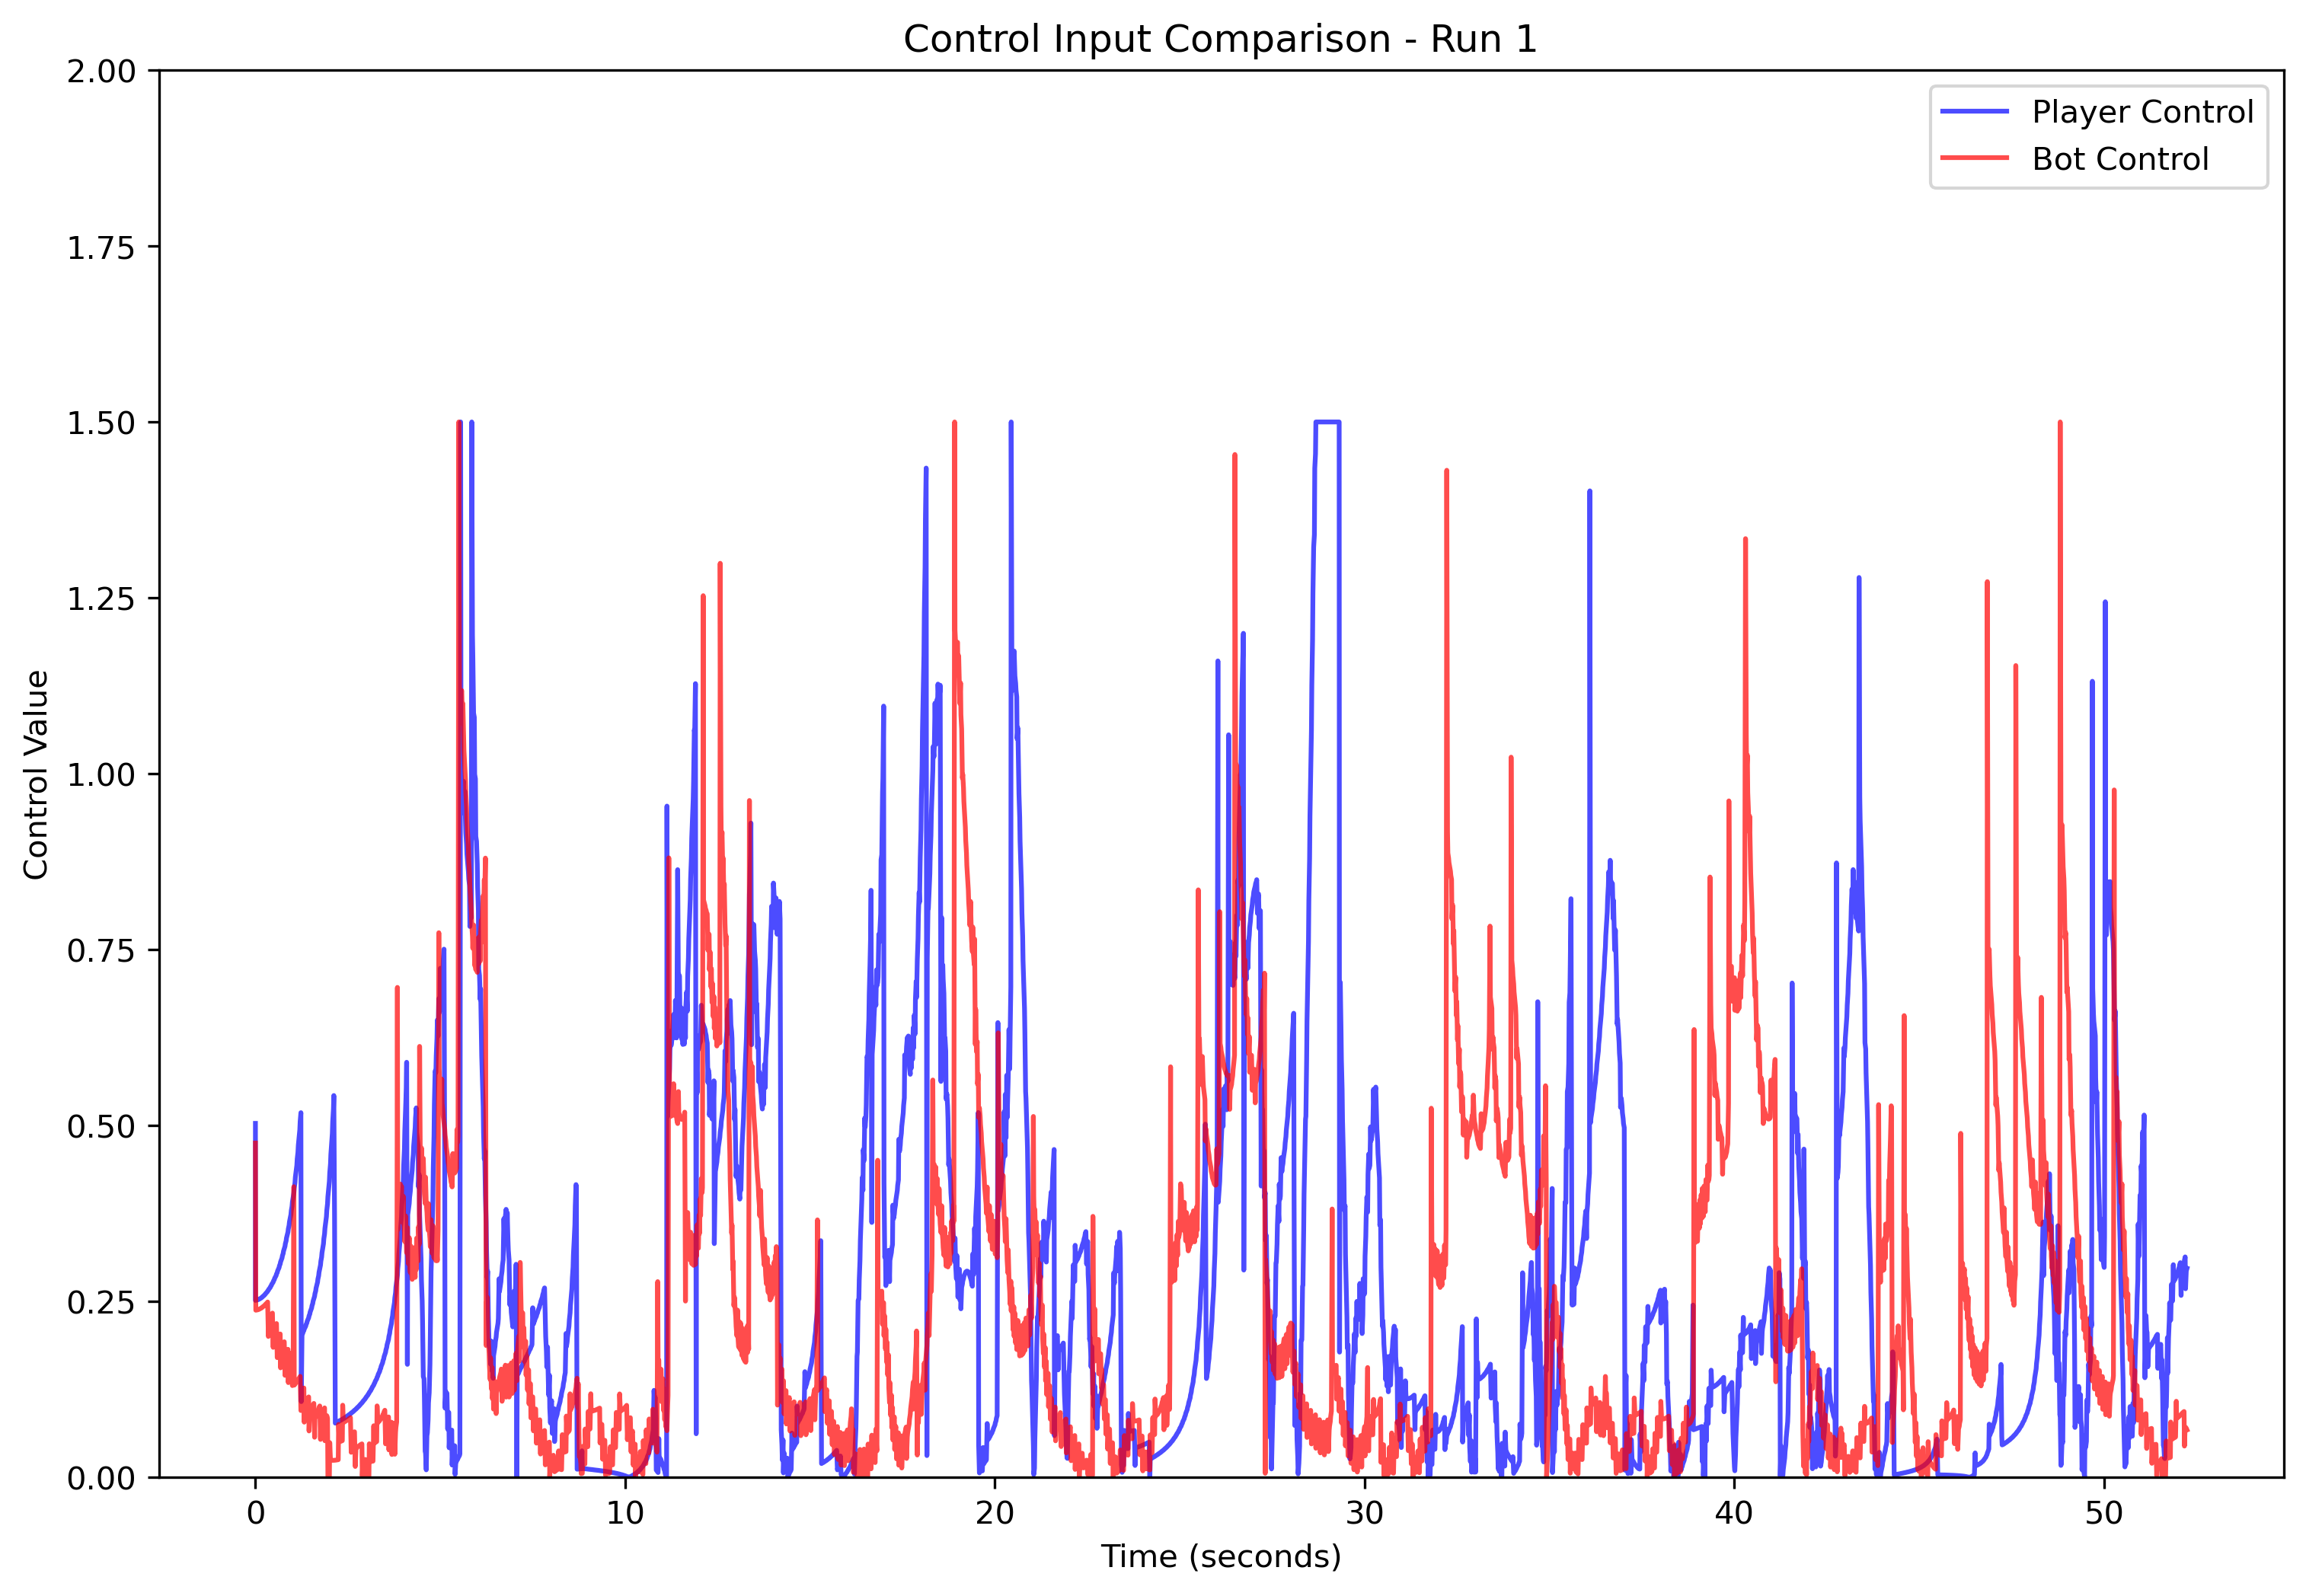 Control Input Comparison - Run 1
2.00
1.75
1.50
1.25
1.00
0.75
0.50
0.25
0.00
Control Value
Player Control
Bot Control
0 10 20 30 40 50
Time (seconds)